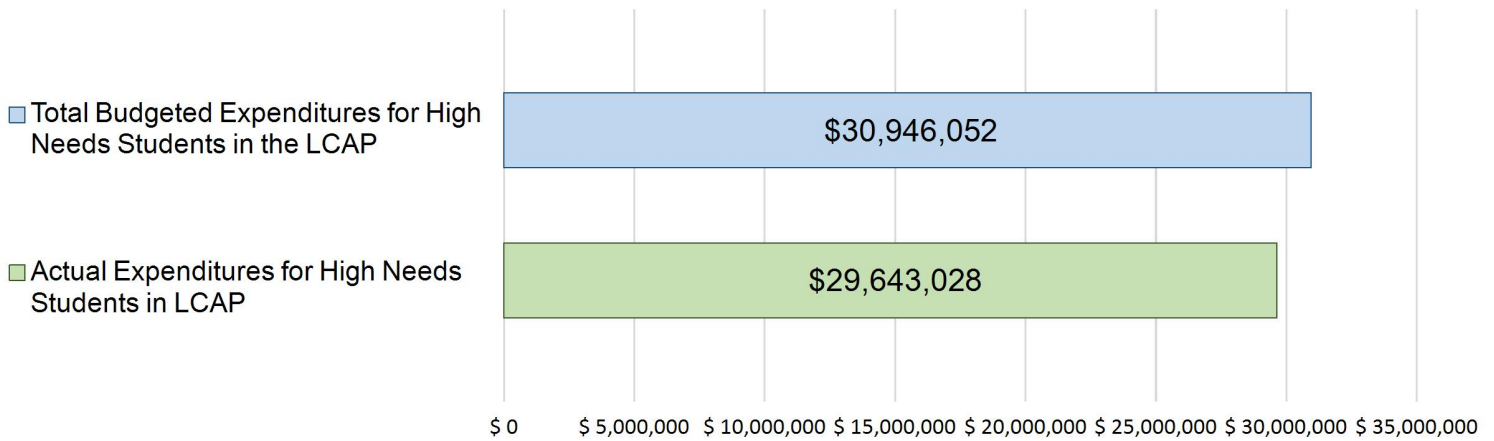 Total Budgeted Expenditures for High
Needs Students in the LCAP
$30,946,052
Actual Expenditures for High Needs
Students in LCAP
$29,643,028
$ 0 $ 5,000,000 $ 10,000,000 $ 15,000,000 $ 20,000,000 $ 25,000,000 $ 30,000,000 $ 35,000,000